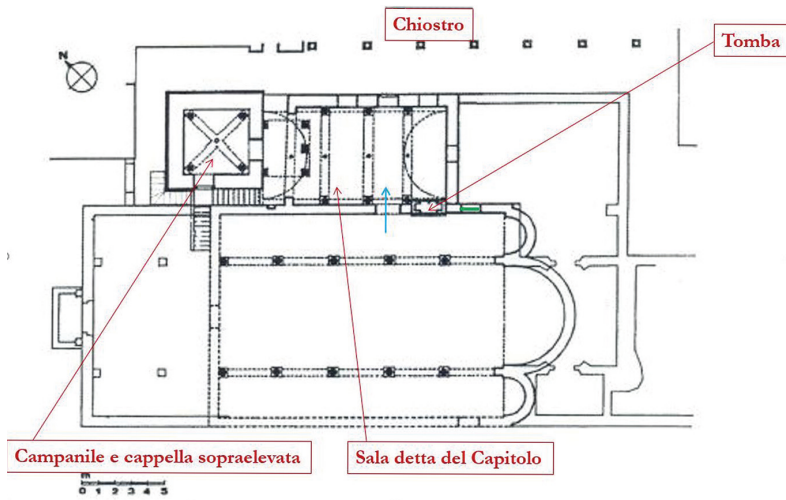 Chiostro
Tomba
N
Campanile e cappella sopraelevata
Sala detta del Capitolo
m
0 1 2 3 4 5